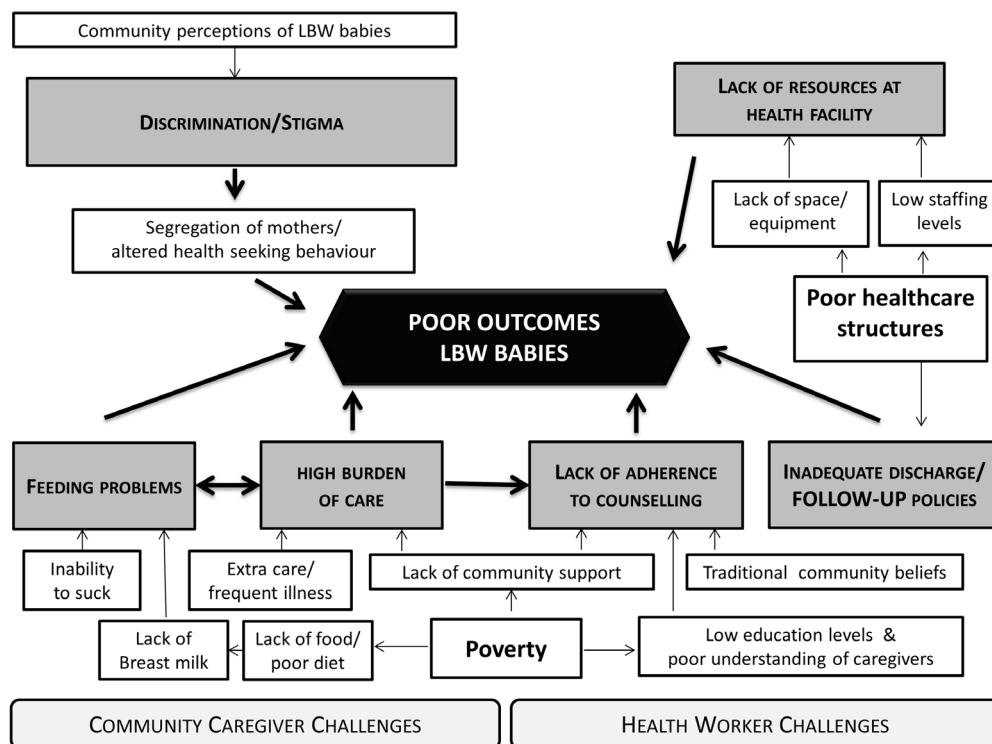 Community perceptions of LBW babies
DISCRIMINATION/STIGMA
Segregation of mothers/
altered health seeking behaviour
LACK OF RESOURCES AT
HEALTH FACILITY
Lack of space/
equipment
Low staffing
levels
Poor healthcare
structures
POOR OUTCOMES
LBW BABIES
FEEDING PROBLEMS
HIGH BURDEN
OF CARE
LACK OF ADHERENCE
TO COUNSELLING
INADEQUATE DISCHARGE/
FOLLOW-UP POLICIES
Inability
to suck
Extra care/
frequent illness
Lack of community support
Traditional community beliefs
Lack of
Breast milk
Lack of food/
poor diet
Poverty
Low education levels &
poor understanding of caregivers
COMMUNITY CAREGIVER CHALLENGES
HEALTH WORKER CHALLENGES